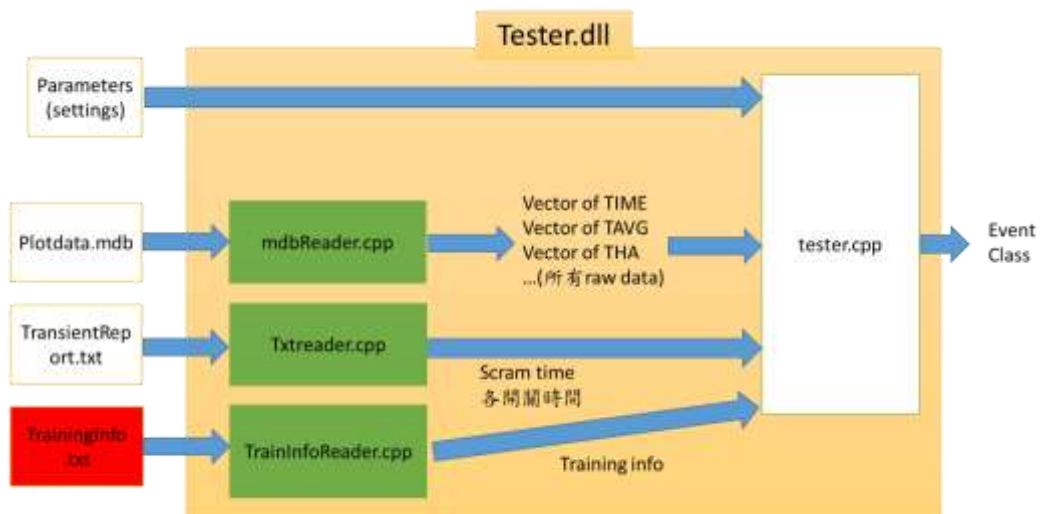 Tester.dll
Parameters
(settings)
Plotdata.mdb
mdbReader.cpp
Vector of TIME
Vector of TAVG
Vector of THA
...(所有raw data)
tester.cpp
Event
Class
TransientRep
ort.txt
Txtreader.cpp
Scram time
各開關時間
TrainingInfo
.txt
TrainInfoReader.cpp
Training info